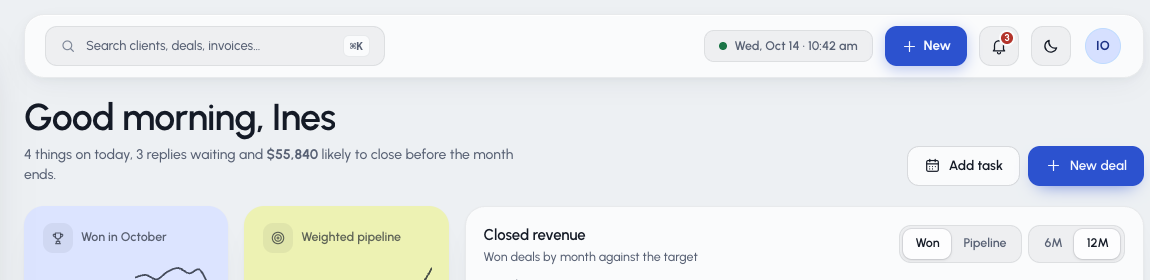 Search clients, deals, invoices... ⌘K Wed, Oct 14 · 10:42 am + New 3 IO
Good morning, Ines
4 things on today, 3 replies waiting and $55,840 likely to close before the month
ends.
Add task + New deal
Won in October Weighted pipeline Closed revenue Won Pipeline 6M 12M
Won deals by month against the target